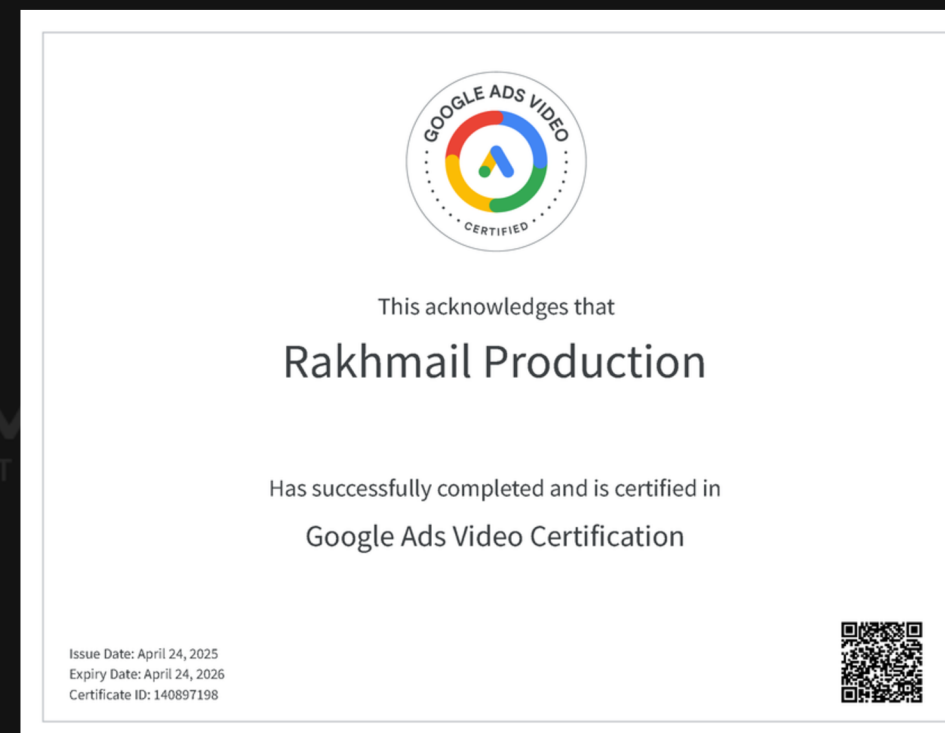 GOOGLE ADS VIDEO
CERTIFIED
This acknowledges that
Rakhmail Production
Has successfully completed and is certified in
Google Ads Video Certification
Issue Date: April 24, 2025
Expiry Date: April 24, 2026
Certificate ID: 140897198